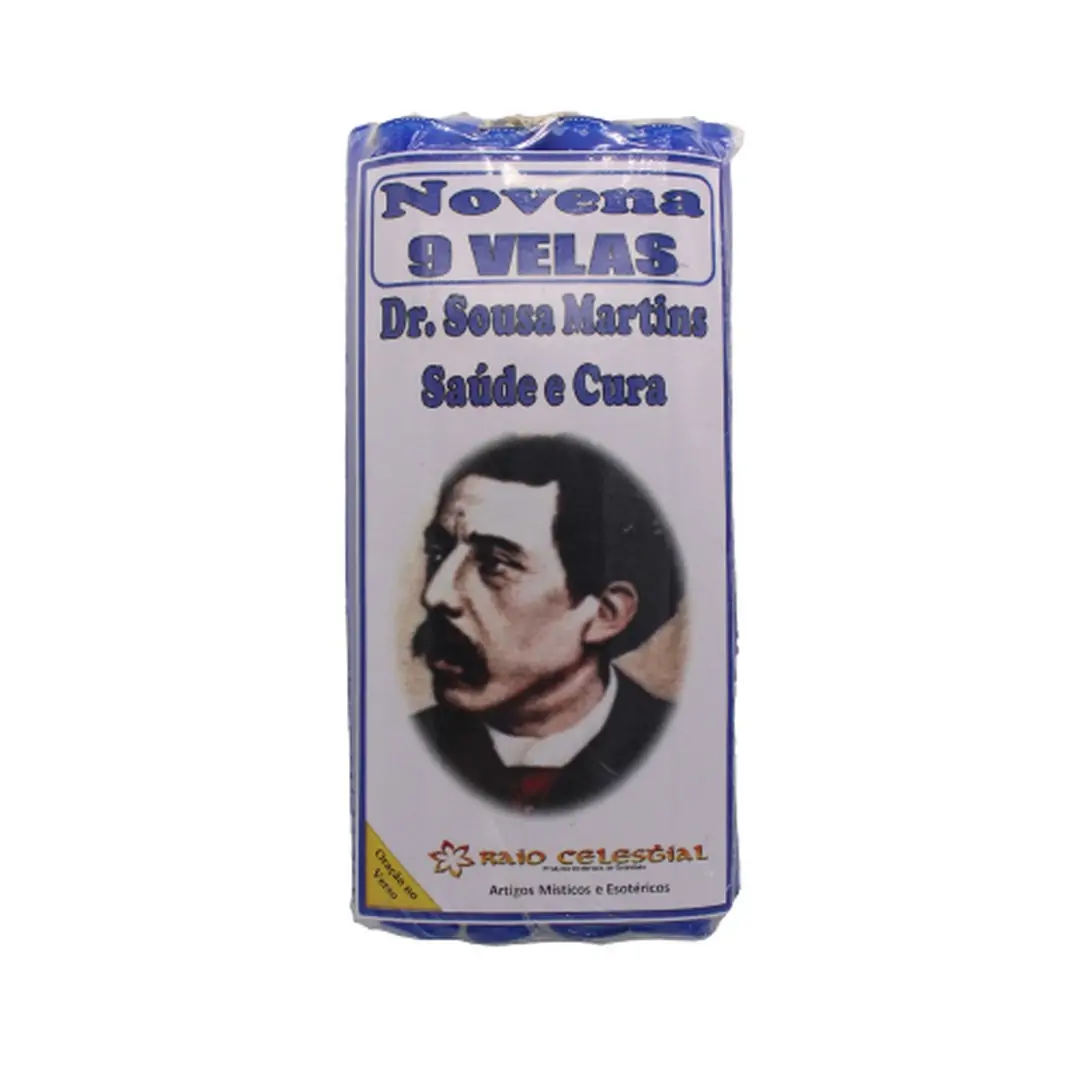 Novena
9 VELAS
Dr. Sousa Martins
Saúde e Cura
RAIO CELESTIAL
Artigos Místicos e Esotéricos
Oração no
Verso